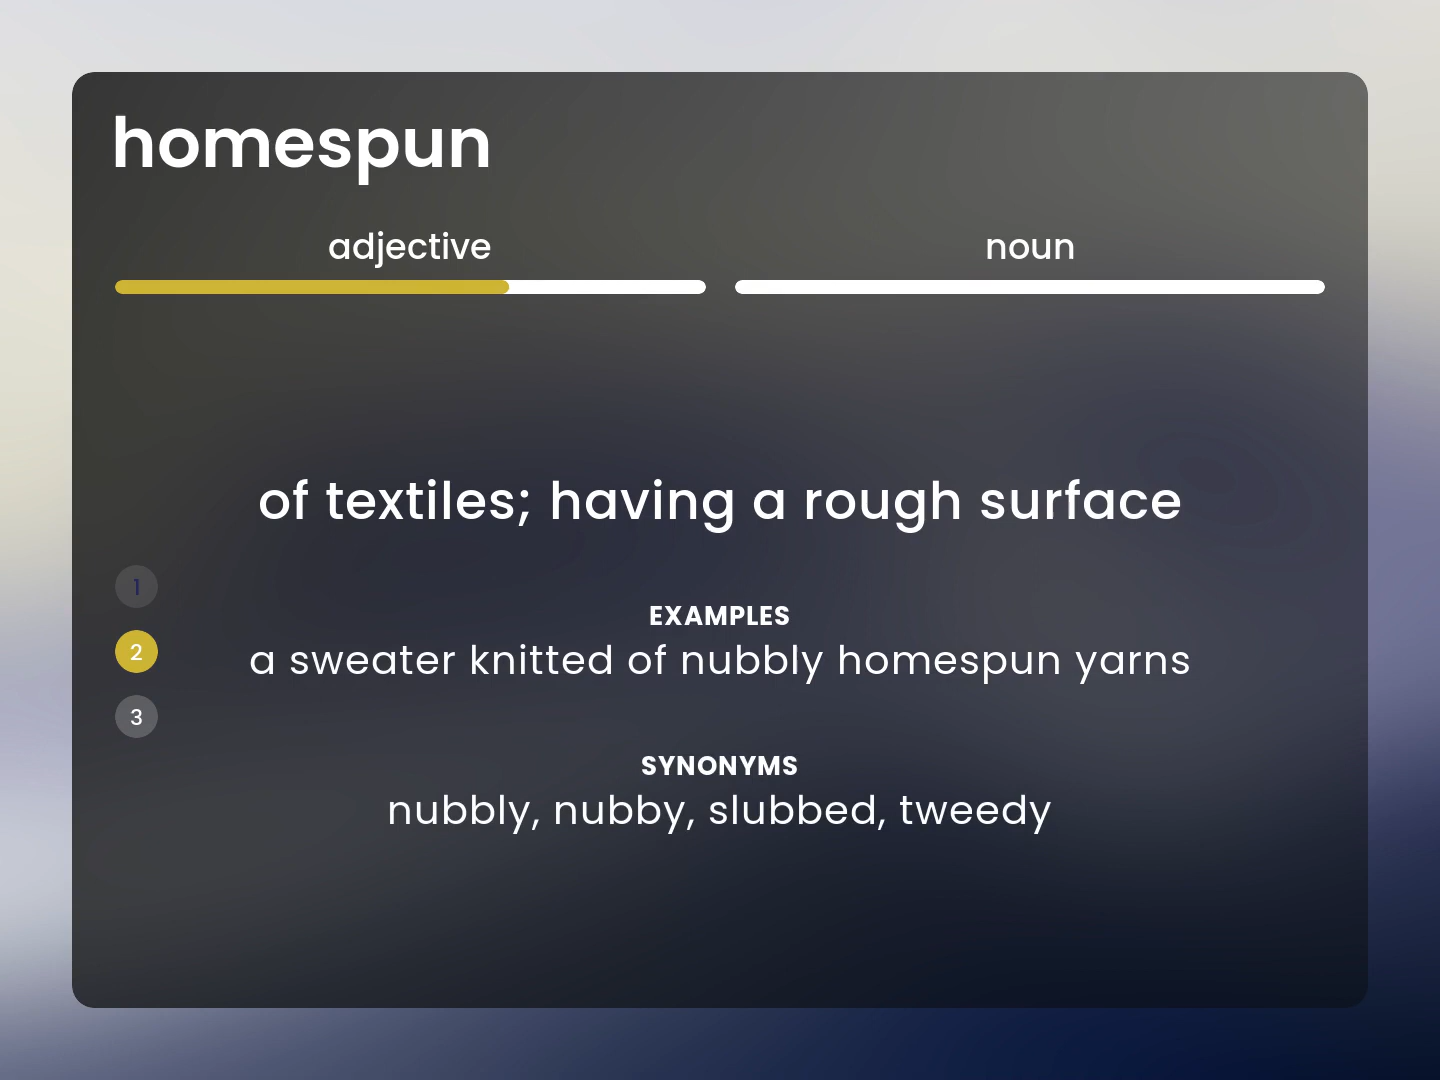 homespun
adjective
noun
of textiles; having a rough surface
1
EXAMPLES
2
a sweater knitted of nubbly homespun yarns
3
SYNONYMS
nubbly, nubby, slubbed, tweedy